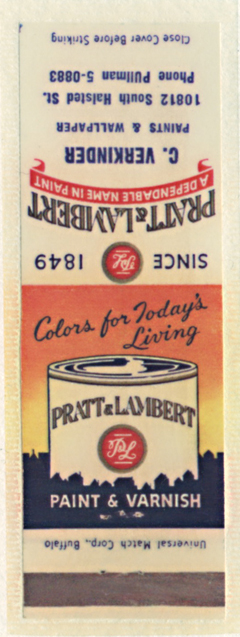 Close Cover Before Striking
Phone Pullman 5-0883
10812 South Halsted St.
PAINTS & WALLPAPER
C. VERKINDER
A DEPENDABLE NAME IN PAINT
PRATT & LAMBERT
SINCE P&L 1849
Colors for Today's
Living
PRATT & LAMBERT
P&L
PAINT & VARNISH
Universal Match Corp., Buffalo